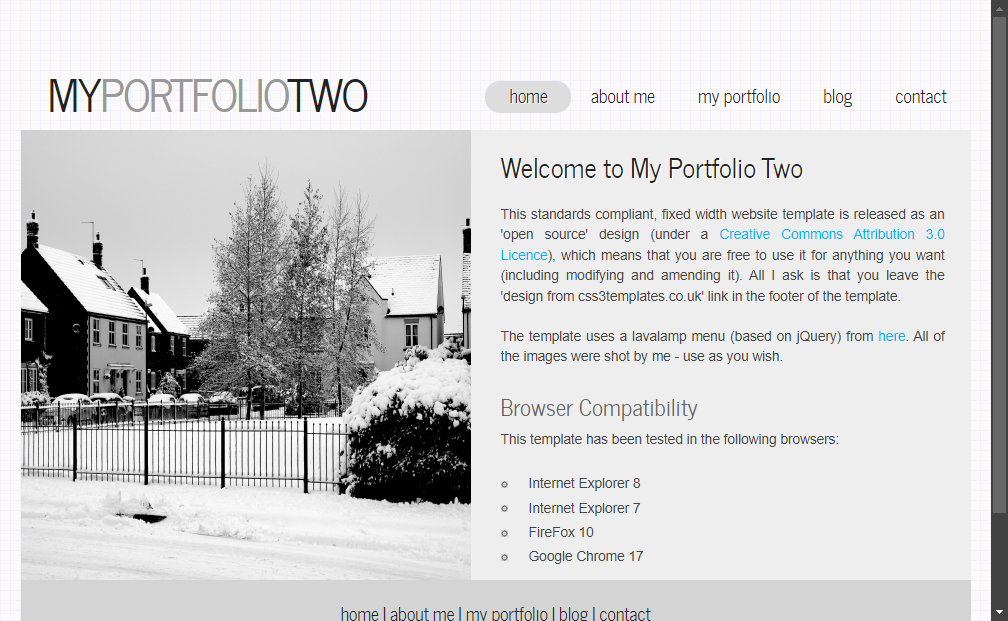 MYPORTFOLIOTWO
home about me my portfolio blog contact
Welcome to My Portfolio Two
This standards compliant, fixed width website template is released as an
'open source' design (under a Creative Commons Attribution 3.0
Licence), which means that you are free to use it for anything you want
(including modifying and amending it). All I ask is that you leave the
'design from css3templates.co.uk' link in the footer of the template.
The template uses a lavalamp menu (based on jQuery) from here. All of
the images were shot by me - use as you wish.
Browser Compatibility
This template has been tested in the following browsers:
Internet Explorer 8
Internet Explorer 7
FireFox 10
Google Chrome 17
home | about me | my portfolio | blog | contact